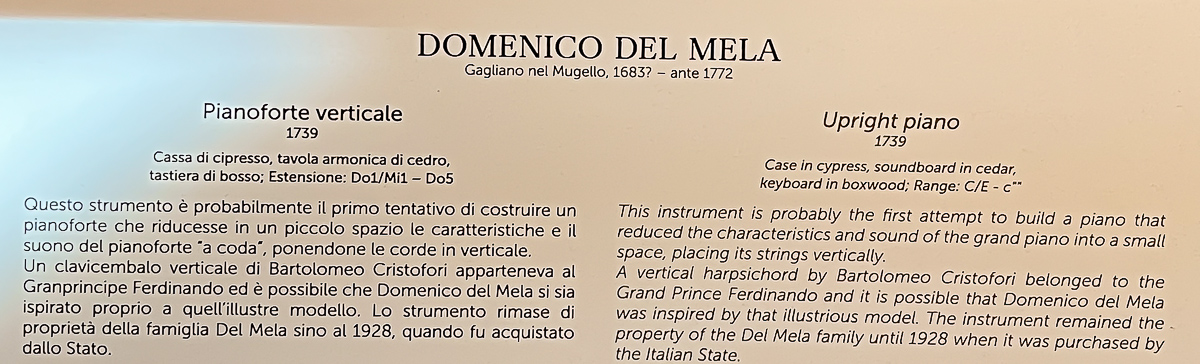 DOMENICO DEL MELA
Gagliano nel Mugello, 1683? – ante 1772
Pianoforte verticale
1739
Cassa di cipresso, tavola armonica di cedro,
tastiera di bosso; Estensione: Do1/Mi1 – Do5
Questo strumento è probabilmente il primo tentativo di costruire un
pianoforte che riducesse in un piccolo spazio le caratteristiche e il
suono del pianoforte "a coda", ponendone le corde in verticale.
Un clavicembalo verticale di Bartolomeo Cristofori apparteneva al
Granprincipe Ferdinando ed è possibile che Domenico del Mela si sia
ispirato proprio a quell'illustre modello. Lo strumento rimase di
proprietà della famiglia Del Mela sino al 1928, quando fu acquistato
dallo Stato.
Upright piano
1739
Case in cypress, soundboard in cedar,
keyboard in boxwood; Range: C/E - c""
This instrument is probably the first attempt to build a piano that
reduced the characteristics and sound of the grand piano into a small
space, placing its strings vertically.
A vertical harpsichord by Bartolomeo Cristofori belonged to the
Grand Prince Ferdinando and it is possible that Domenico del Mela
was inspired by that illustrious model. The instrument remained the
property of the Del Mela family until 1928 when it was purchased by
the Italian State.